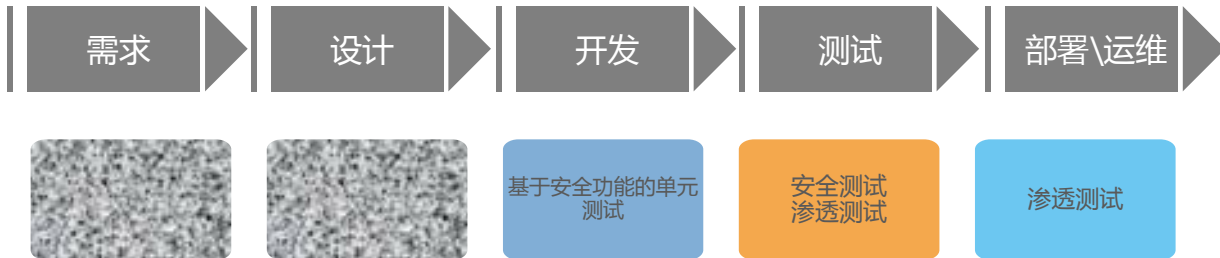 需求
设计
开发
测试
部署\运维
基于安全功能的单元
测试
安全测试
渗透测试
渗透测试